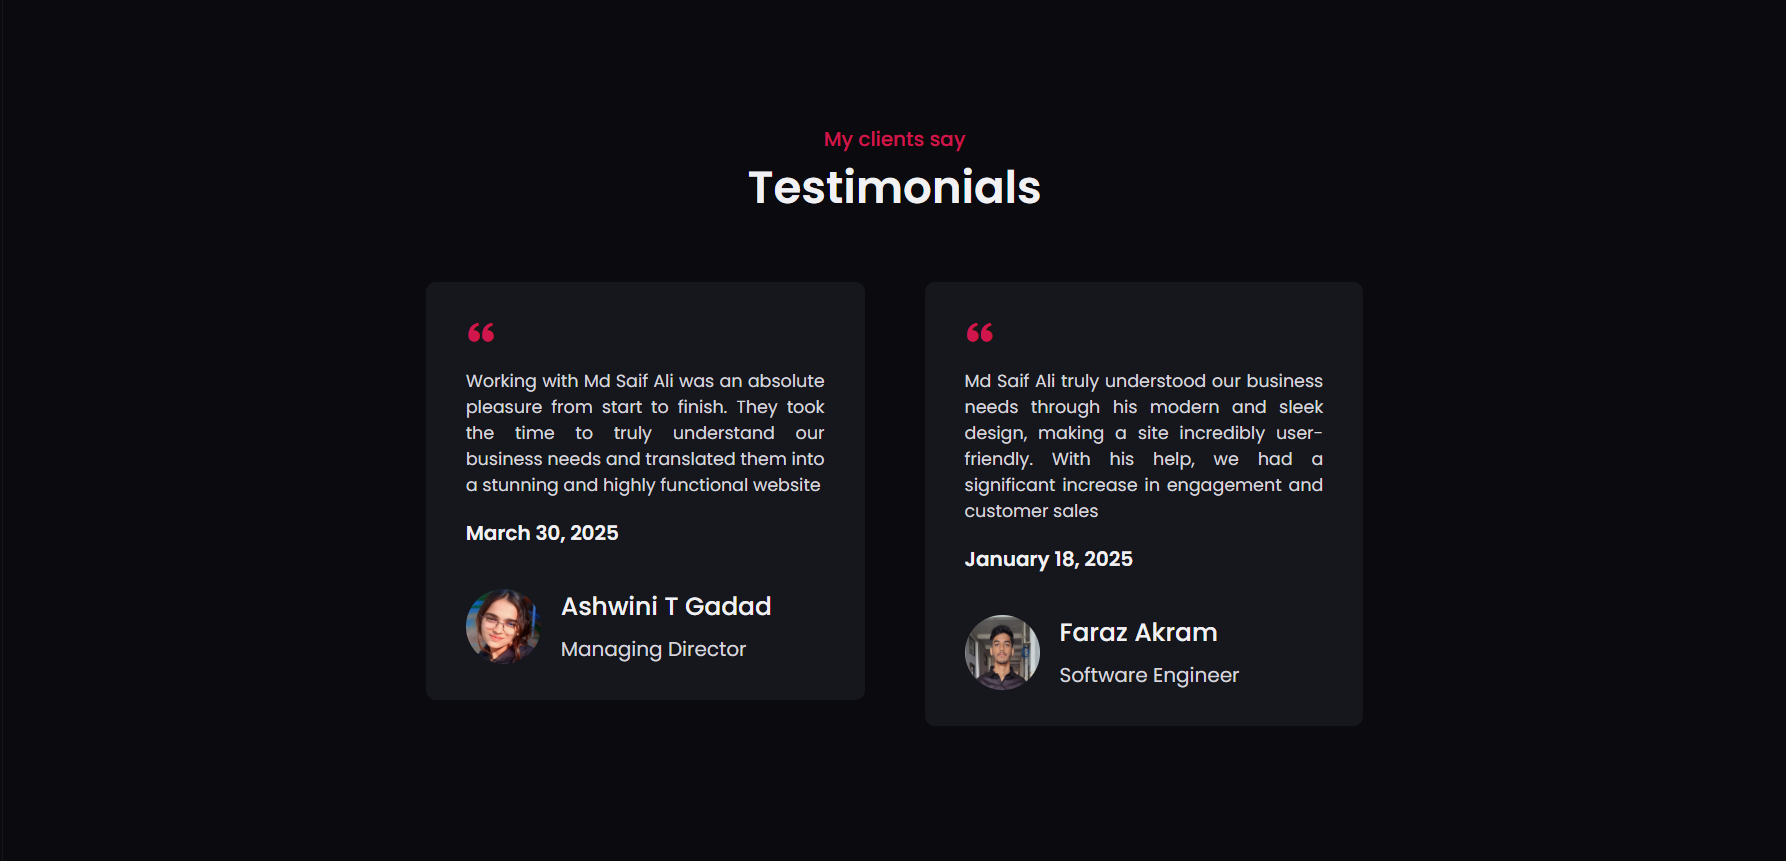 My clients say
Testimonials
“
Working with Md Saif Ali was an absolute
pleasure from start to finish. They took
the time to truly understand our
business needs and translated them into
a stunning and highly functional website
March 30, 2025
Ashwini T Gadad
Managing Director
“
Md Saif Ali truly understood our business
needs through his modern and sleek
design, making a site incredibly user-
friendly. With his help, we had a
significant increase in engagement and
customer sales
January 18, 2025
Faraz Akram
Software Engineer